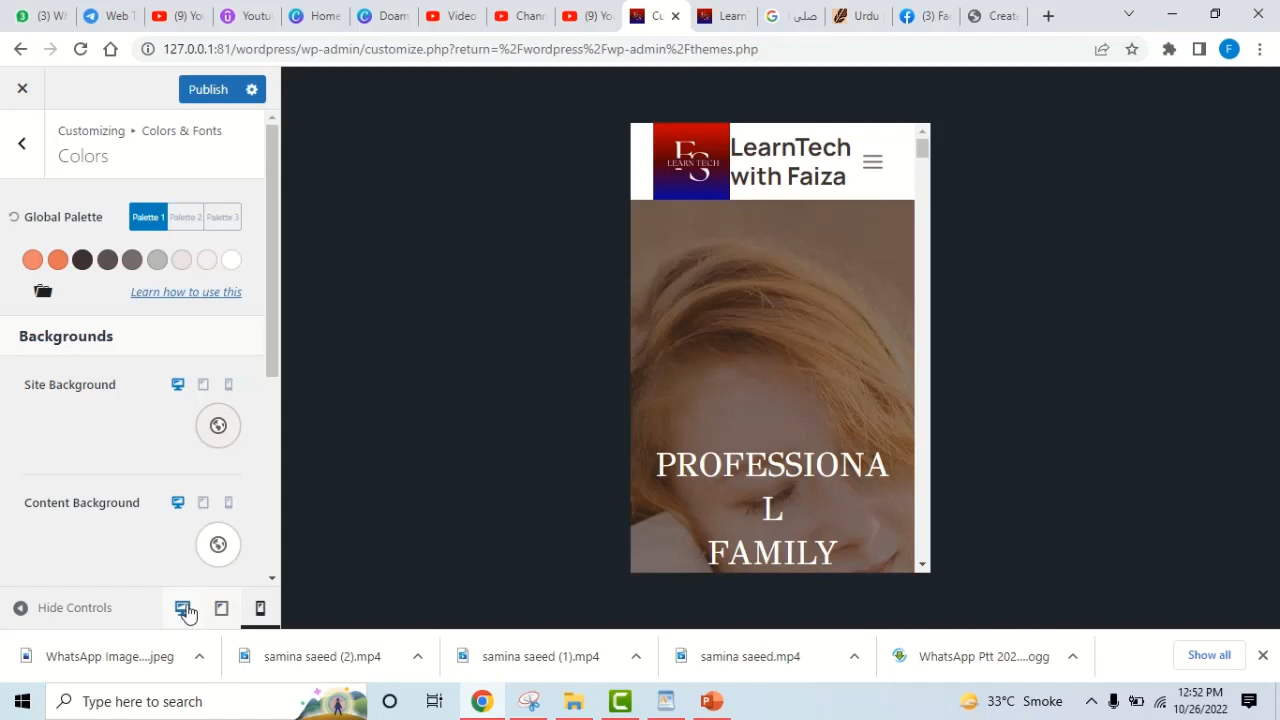 3) W
Web T
(9) Y
Youtu
Home
Doam
Video
Chann
(9) Yo
Cu
Learn
صلی
Urdu
(3) Fa
Creat
127.0.0.1:81/wordpress/wp-admin/customize.php?return=%2Fwordpress%2Fwp-admin%2Fthemes.php
F
Publish
Customizing ▸ Colors & Fonts
Colors
Global Palette
Palette 1
Palette 2
Palette 3
Learn how to use this
Backgrounds
Site Background
Content Background
Hide Controls
FS
LEARN TECH
LearnTech
with Faiza
PROFESSIONA
L
FAMILY
WhatsApp Image....jpeg
samina saeed (2).mp4
samina saeed (1).mp4
samina saeed.mp4
WhatsApp Ptt 202....ogg
Show all
Type here to search
33°C Smoke
12:52 PM
10/26/2022